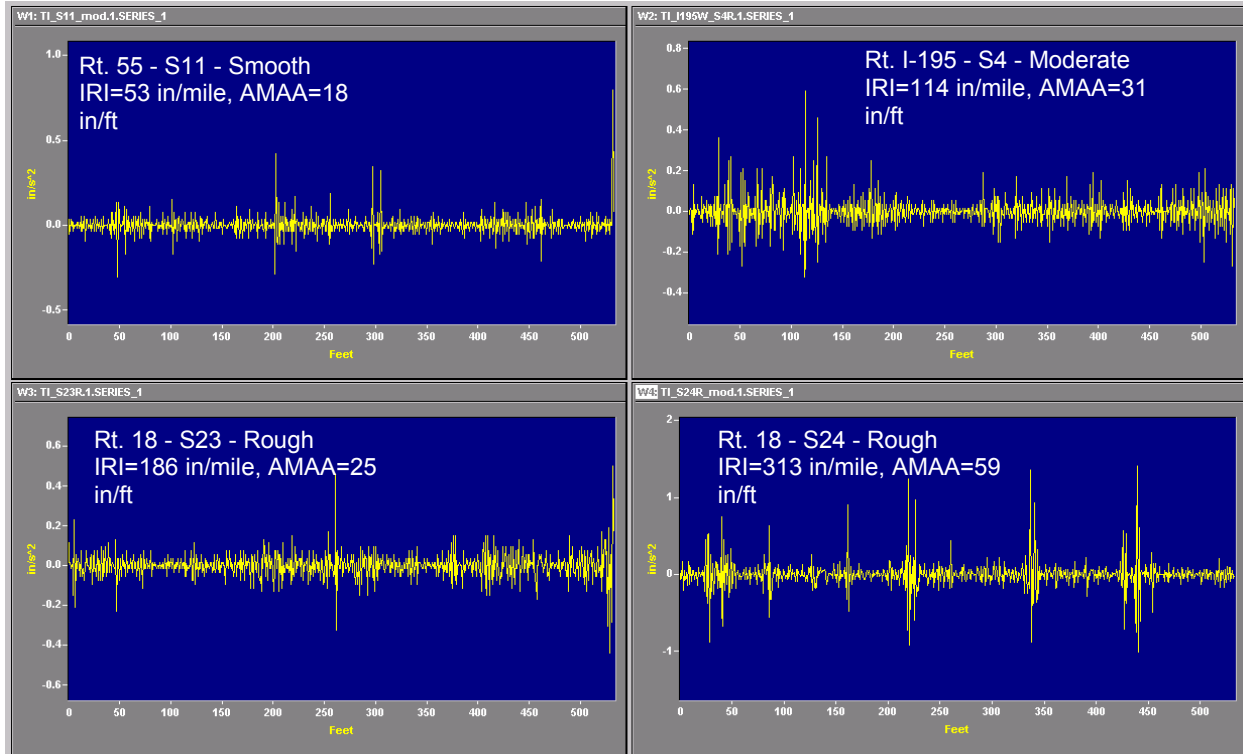 W1: TI_S11_mod.1.SERIES_1
Rt. 55 - S11 - Smooth
IRI=53 in/mile, AMAA=18
in/ft
1.0
0.5
0.0
-0.5
in/s^2
0 50 100 150 200 250 300 350 400 450 500
Feet
W2: TI_I195W_S4R.1.SERIES_1
Rt. I-195 - S4 - Moderate
IRI=114 in/mile, AMAA=31
in/ft
0.8
0.6
0.4
0.2
0.0
-0.2
-0.4
in/s^2
0 50 100 150 200 250 300 350 400 450 500
Feet
W3: TI_S23R.1.SERIES_1
Rt. 18 - S23 - Rough
IRI=186 in/mile, AMAA=25
in/ft
0.6
0.4
0.2
0.0
-0.2
-0.4
-0.6
in/s^2
0 50 100 150 200 250 300 350 400 450 500
Feet
W4: TI_S24R_mod.1.SERIES_1
Rt. 18 - S24 - Rough
IRI=313 in/mile, AMAA=59
in/ft
2
1
0
-1
in/s^2
0 50 100 150 200 250 300 350 400 450 500
Feet